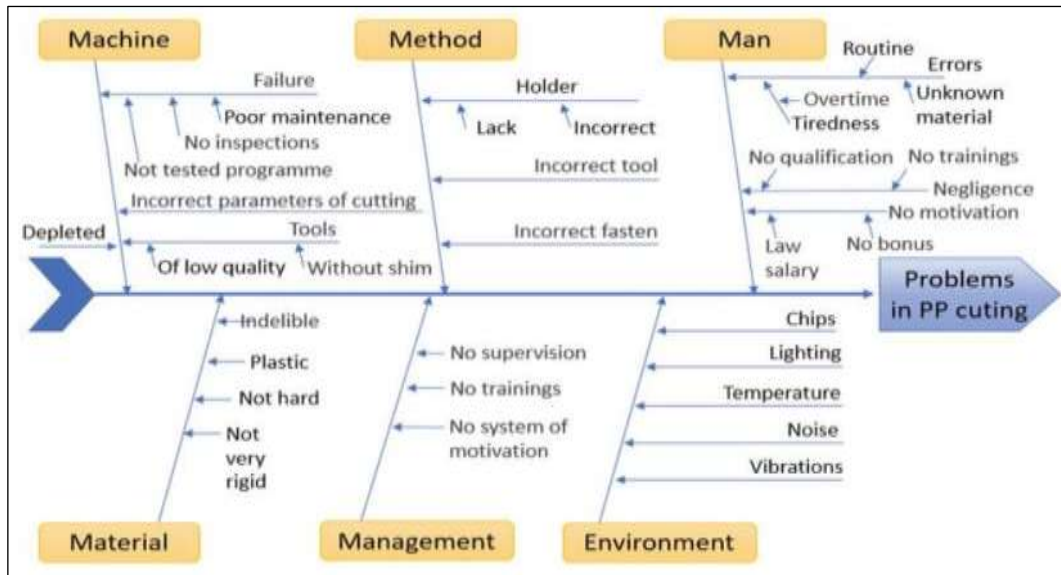 Machine
Method
Man
Failure
Poor maintenance
No inspections
Not tested programme
Incorrect parameters of cutting
Depleted
Tools
Of low quality
Without shim
Holder
Lack
Incorrect
Incorrect tool
Incorrect fasten
Routine
Errors
Overtime
Tiredness
Unknown
material
No qualification
No trainings
Negligence
No motivation
Law
salary
No bonus
Problems
in PP cuting
Indelible
Plastic
Not hard
Not
very
rigid
No supervision
No trainings
No system of
motivation
Chips
Lighting
Temperature
Noise
Vibrations
Material
Management
Environment